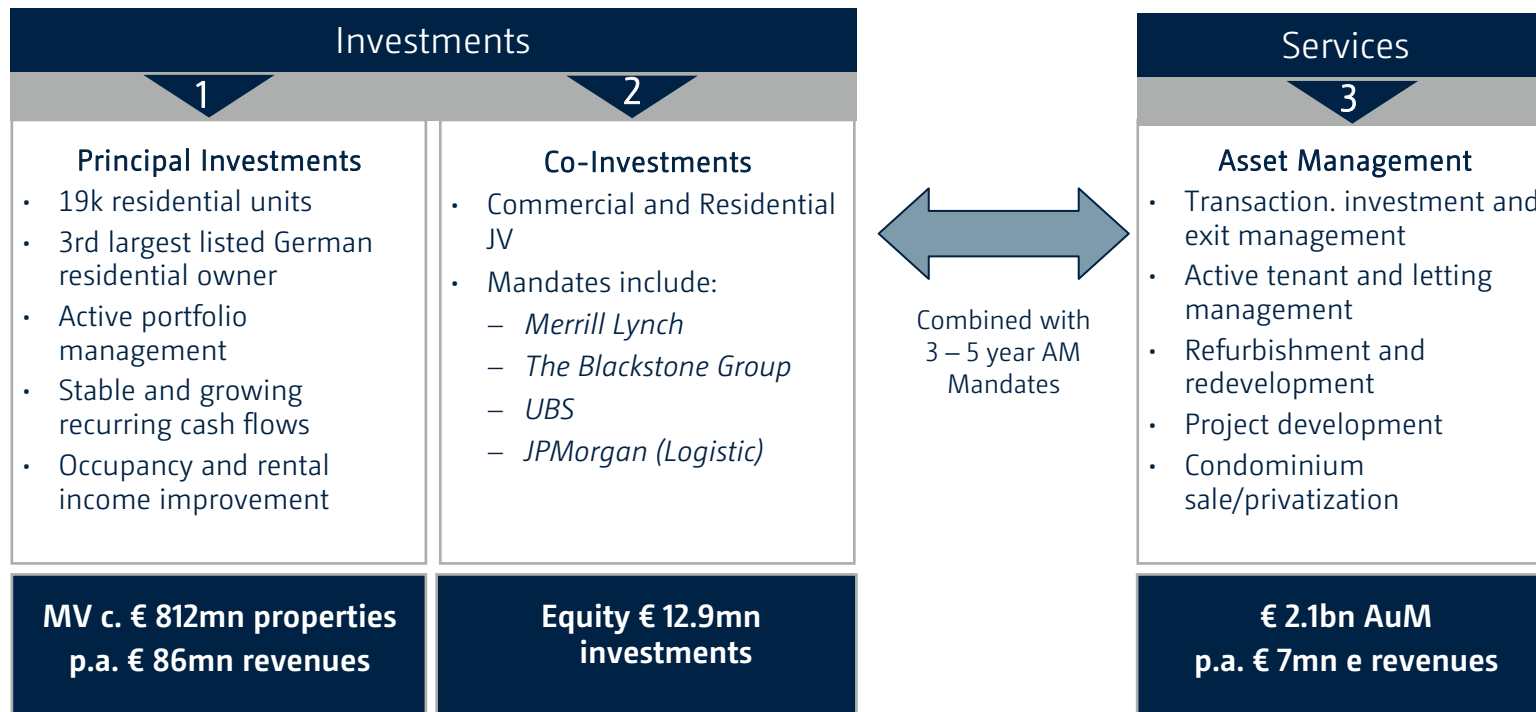 Investments
1
2
Principal Investments
• 19k residential units
• 3rd largest listed German
residential owner
• Active portfolio
management
• Stable and growing
recurring cash flows
• Occupancy and rental
income improvement
MV c. € 812mn properties
p.a. € 86mn revenues
Co-Investments
• Commercial and Residential
JV
• Mandates include:
– Merrill Lynch
– The Blackstone Group
– UBS
– JPMorgan (Logistic)
Equity € 12.9mn
investments
Combined with
3 – 5 year AM
Mandates
Services
3
Asset Management
• Transaction. investment and
exit management
• Active tenant and letting
management
• Refurbishment and
redevelopment
• Project development
• Condominium
sale/privatization
€ 2.1bn AuM
p.a. € 7mn e revenues